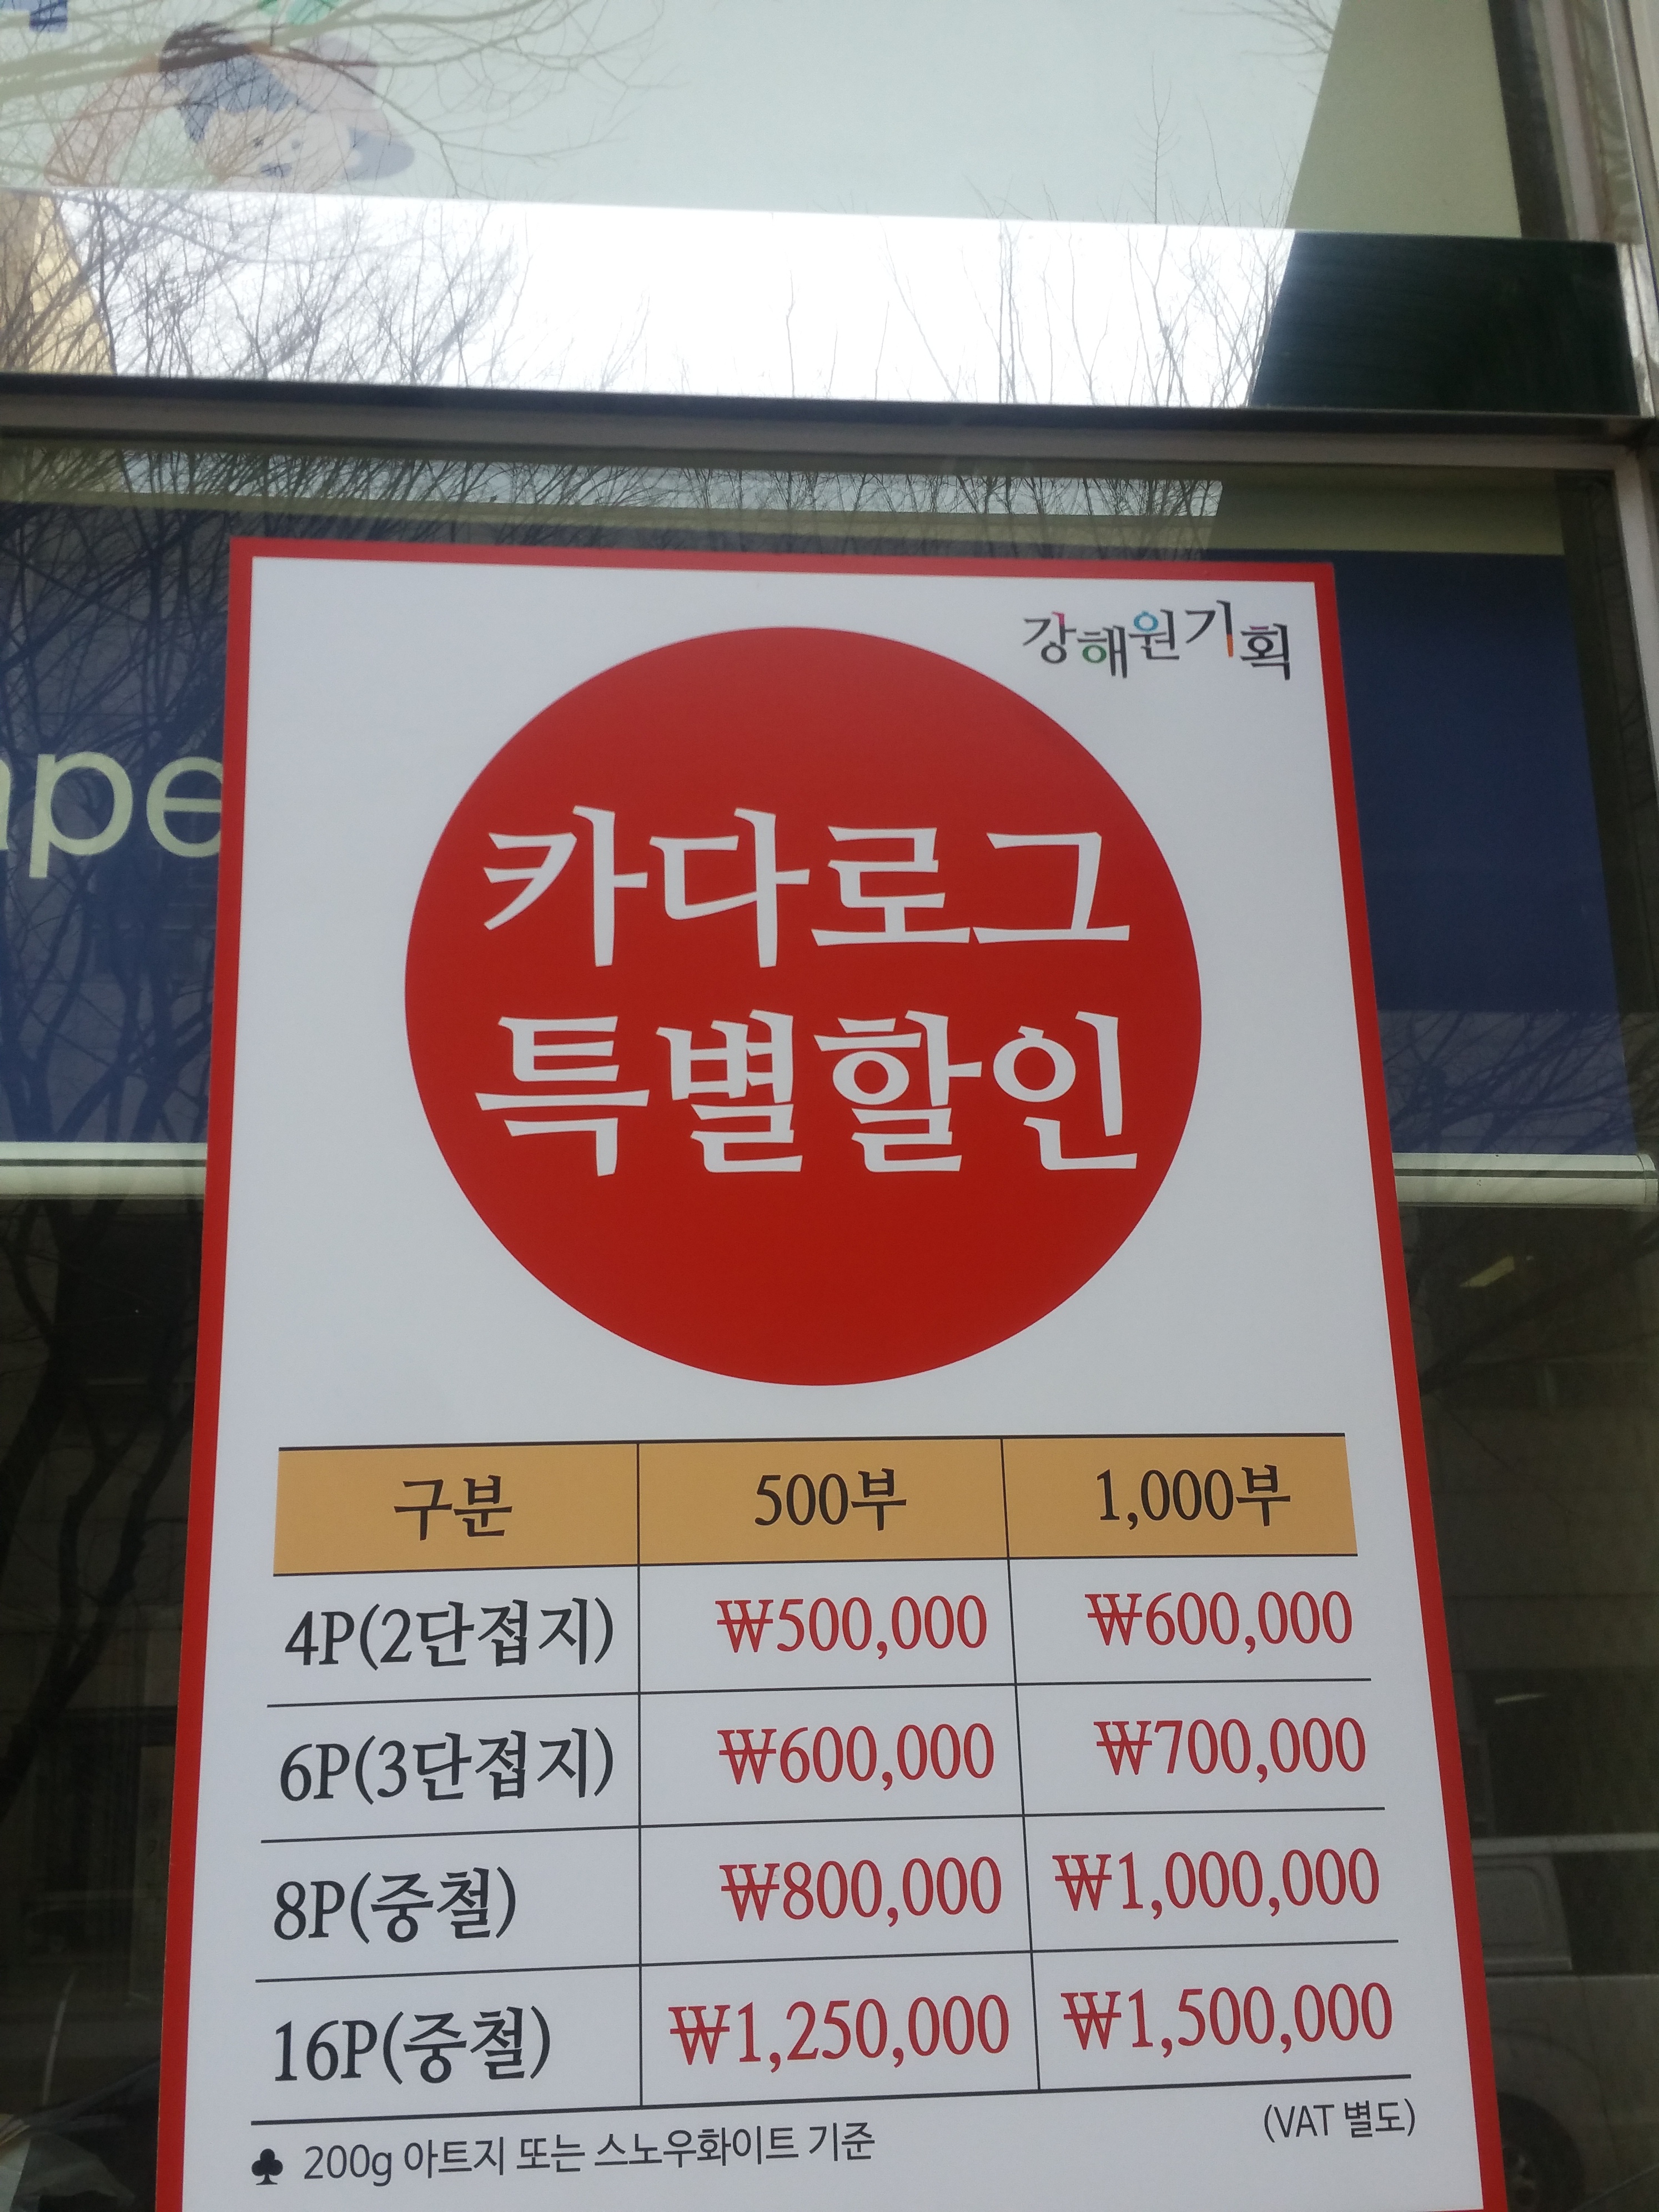 강해원기획
카다로그
특별할인
ape
구분 500부 1,000부
4P(2단접지) ₩500,000 ₩600,000
6P(3단접지) ₩600,000 ₩700,000
8P(중철) ₩800,000 ₩1,000,000
16P(중철) ₩1,250,000 ₩1,500,000
(VAT 별도)
♣ 200g 아트지 또는 스노우화이트 기준